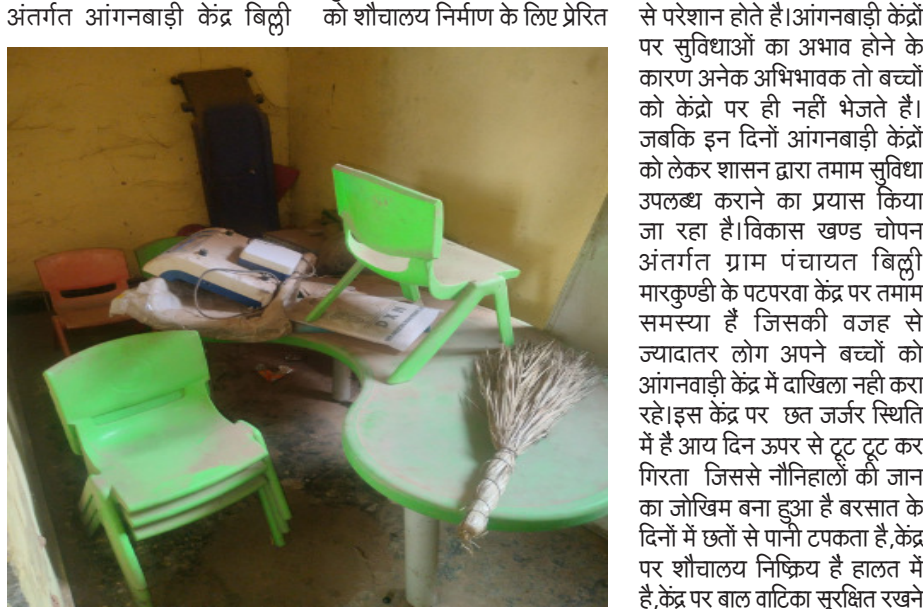 अंतर्गत आंगनबाड़ी केंद्र बिल्ली
को शौचालय निर्माण के लिए प्रेरित
से परेशान होते है।आंगनबाड़ी केंद्रों
पर सुविधाओं का अभाव होने के
कारण अनेक अभिभावक तो बच्चों
को केंद्रो पर ही नहीं भेजते हैं।
जबकि इन दिनों आंगनबाड़ी केंद्रों
को लेकर शासन द्वारा तमाम सुविधा
उपलब्ध कराने का प्रयास किया
जा रहा है।विकास खण्ड चोपन
अंतर्गत ग्राम पंचायत बिल्ली
मारकुण्डी के पटपरवा केंद्र पर तमाम
समस्या हैं जिसकी वजह से
ज्यादातर लोग अपने बच्चों को
आंगनवाड़ी केंद्र में दाखिला नही करा
रहे।इस केंद्र पर छत जर्जर स्थिति
में है आय दिन ऊपर से टूट टूट कर
गिरता जिससे नौनिहालों की जान
का जोखिम बना हुआ है बरसात के
दिनों में छतों से पानी टपकता है,केंद्र
पर शौचालय निष्क्रिय है हालत में
है,केंद्र पर बाल वाटिका सुरक्षित रखने